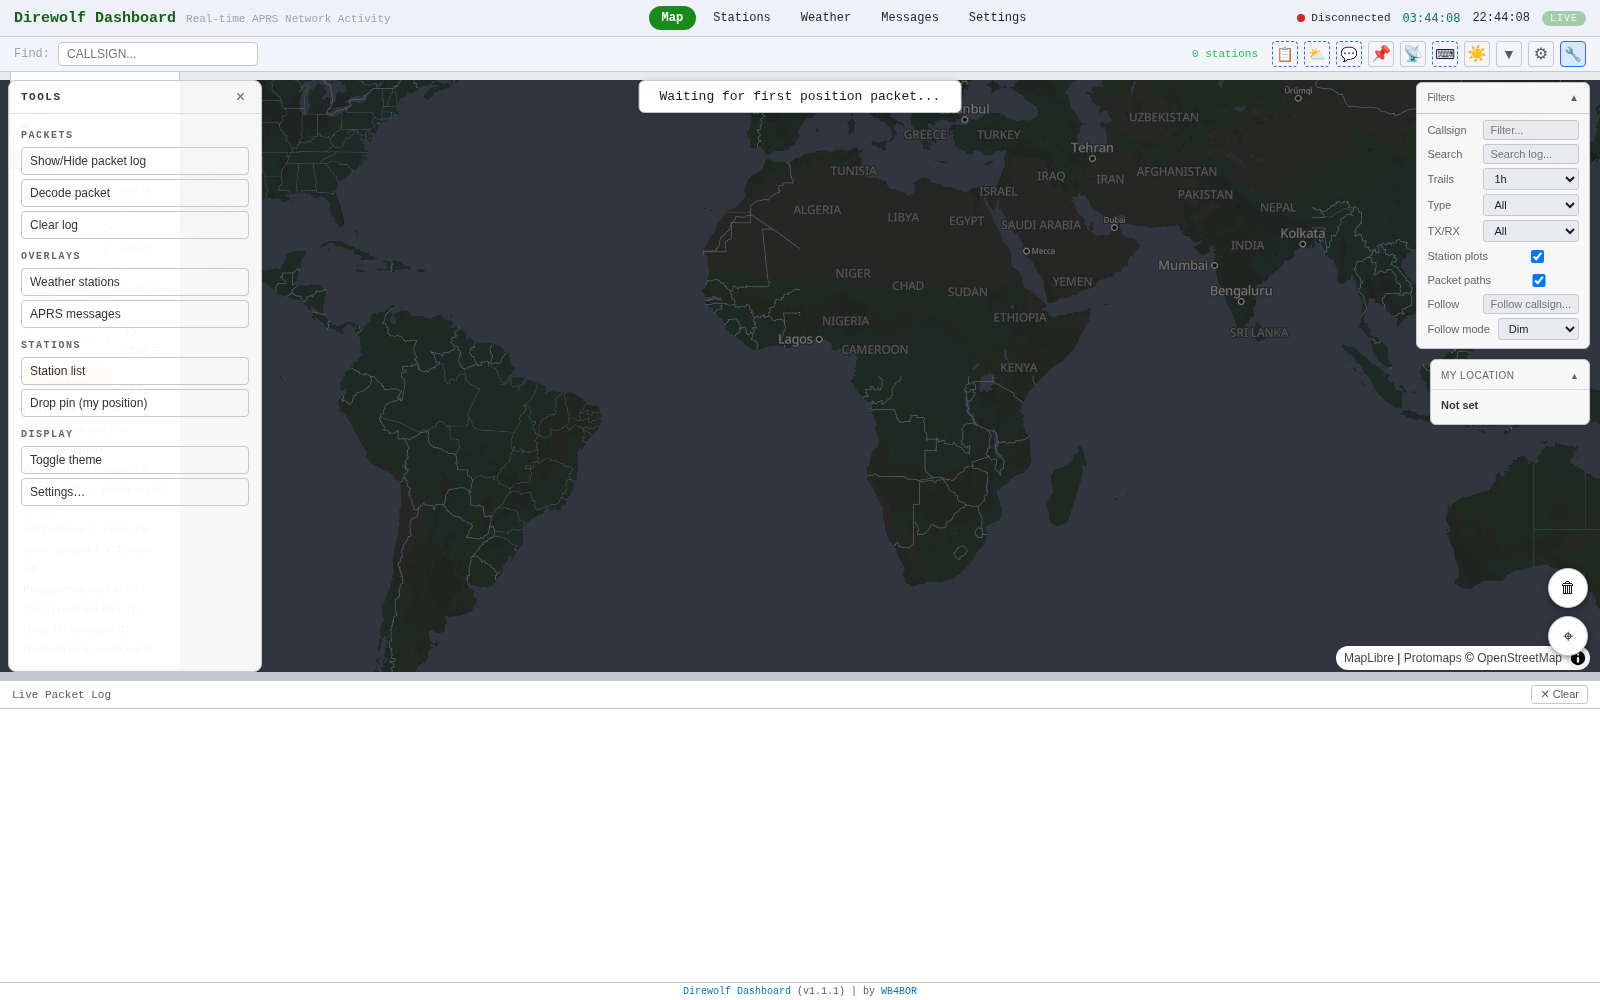 Direwolf Dashboard Real-time APRS Network Activity
Map Stations Weather Messages Settings
Disconnected 03:44:08 22:44:08 LIVE
Find: CALLSIGN...
0 stations
TOOLS ×
PACKETS
Show/Hide packet log
Decode packet
Clear log
OVERLAYS
Weather stations
APRS messages
STATIONS
Station list
Drop pin (my position)
DISPLAY
Toggle theme
Settings…
Waiting for first position packet...
Filters ▲
Callsign Filter...
Search Search log...
Trails 1h
Type All
TX/RX All
Station plots
Packet paths
Follow Follow callsign...
Follow mode Dim
MY LOCATION ▲
Not set
Ürümqi
UZBEKISTAN
GREECE TURKEY
Tehran
TUNISIA
IRAQ
IRAN
AFGHANISTAN
ISRAEL
PAKISTAN
ALGERIA
LIBYA
EGYPT
SAUDI ARABIA
Dubai
NEPAL
Kolkata
INDIA
Mecca
Mumbai
NIGER
CHAD
SUDAN
YEMEN
Bengaluru
NIGERIA
ETHIOPIA
SRI LANKA
Lagos
CAMEROON
KENYA
MapLibre | Protomaps © OpenStreetMap
Live Packet Log
✕ Clear
Direwolf Dashboard (v1.1.1) | by WB4BOR